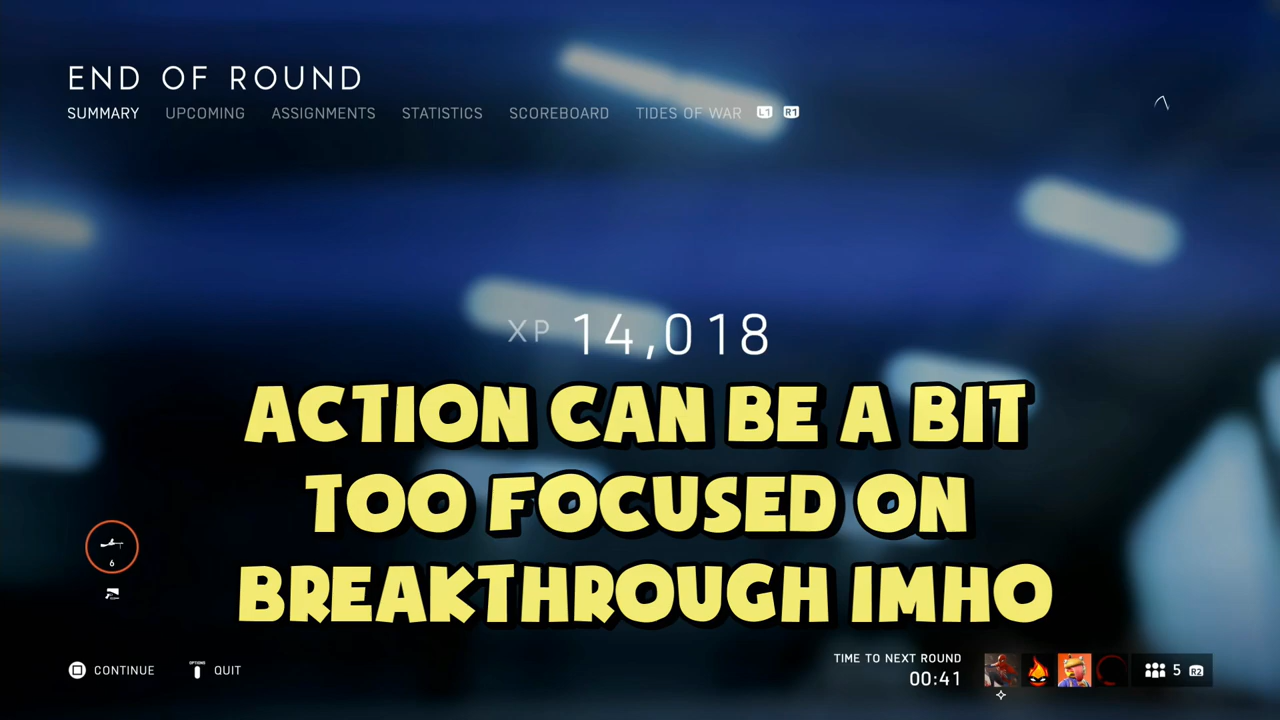 END OF ROUND
SUMMARY UPCOMING ASSIGNMENTS STATISTICS SCOREBOARD TIDES OF WAR L1 R1
XP 14,018
ACTION CAN BE A BIT
TOO FOCUSED ON
BREAKTHROUGH IMHO
6
CONTINUE OPTIONS QUIT
TIME TO NEXT ROUND
00:41
5 R2